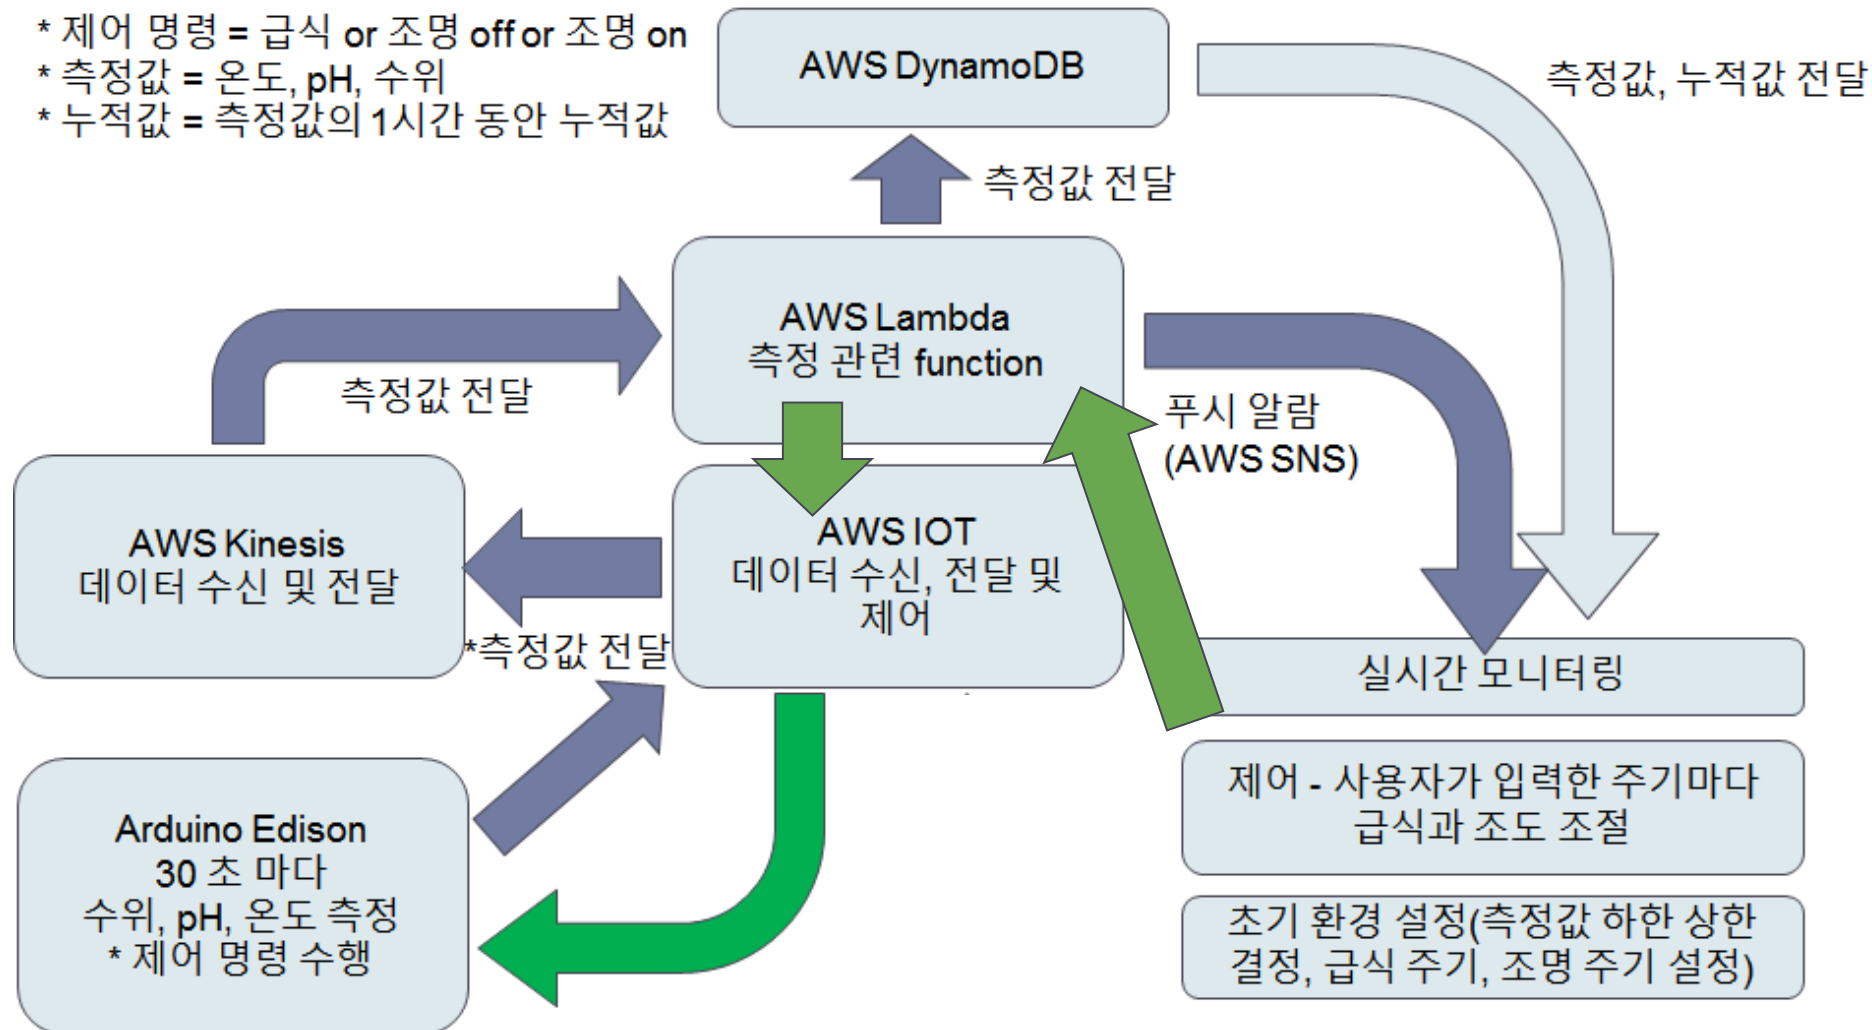 * 제어 명령 = 급식 or 조명 off or 조명 on
* 측정값 = 온도, pH, 수위
* 누적값 = 측정값의 1시간 동안 누적값
AWS DynamoDB
측정값, 누적값 전달
측정값 전달
AWS Lambda
측정 관련 function
측정값 전달
푸시 알람
(AWS SNS)
AWS Kinesis
데이터 수신 및 전달
AWS IOT
데이터 수신, 전달 및
제어
*측정값 전달
실시간 모니터링
제어 - 사용자가 입력한 주기마다
급식과 조도 조절
Arduino Edison
30 초 마다
수위, pH, 온도 측정
* 제어 명령 수행
초기 환경 설정(측정값 하한 상한
결정, 급식 주기, 조명 주기 설정)